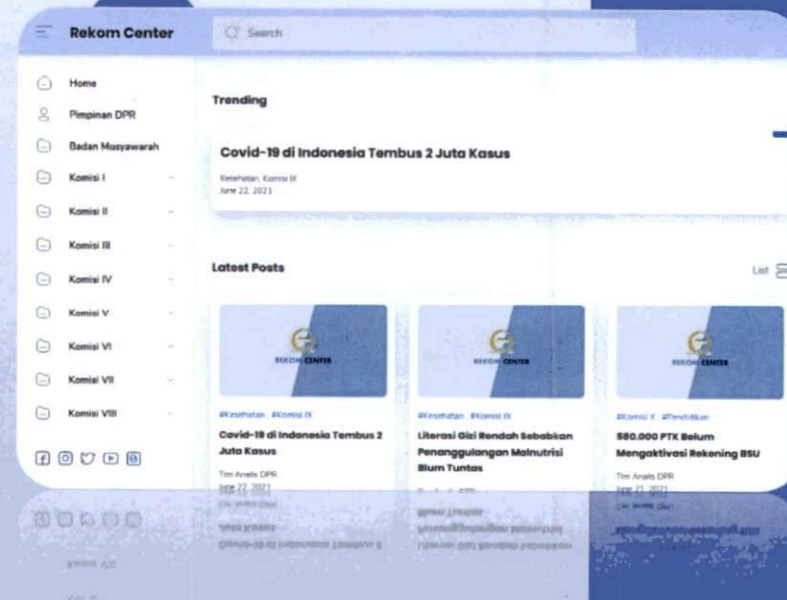 Rekom Center
Search
Home
Pimpinan DPR
Badan Musyawarah
Komisi I
Komisi II
Komisi III
Komisi IV
Komisi V
Komisi VI
Komisi VII
Komisi VIII
Trending
Covid-19 di Indonesia Tembus 2 Juta Kasus
Kesehatan, Komisi IX
June 22, 2021
Latest Posts
List
REKOM CENTER
#Kesehatan, #Komisi IX
Covid-19 di Indonesia Tembus 2
Juta Kasus
Tim Analis DPR
June 22, 2021
REKOM CENTER
#Kesehatan, #Komisi IX
Literasi Gizi Rendah Sebabkan
Penanggulangan Malnutrisi
Blum Tuntas
REKOM CENTER
#Komisi X, #Pendidikan
580.000 PTK Belum
Mengaktivasi Rekening BSU
Tim Analis DPR
June 21, 2021